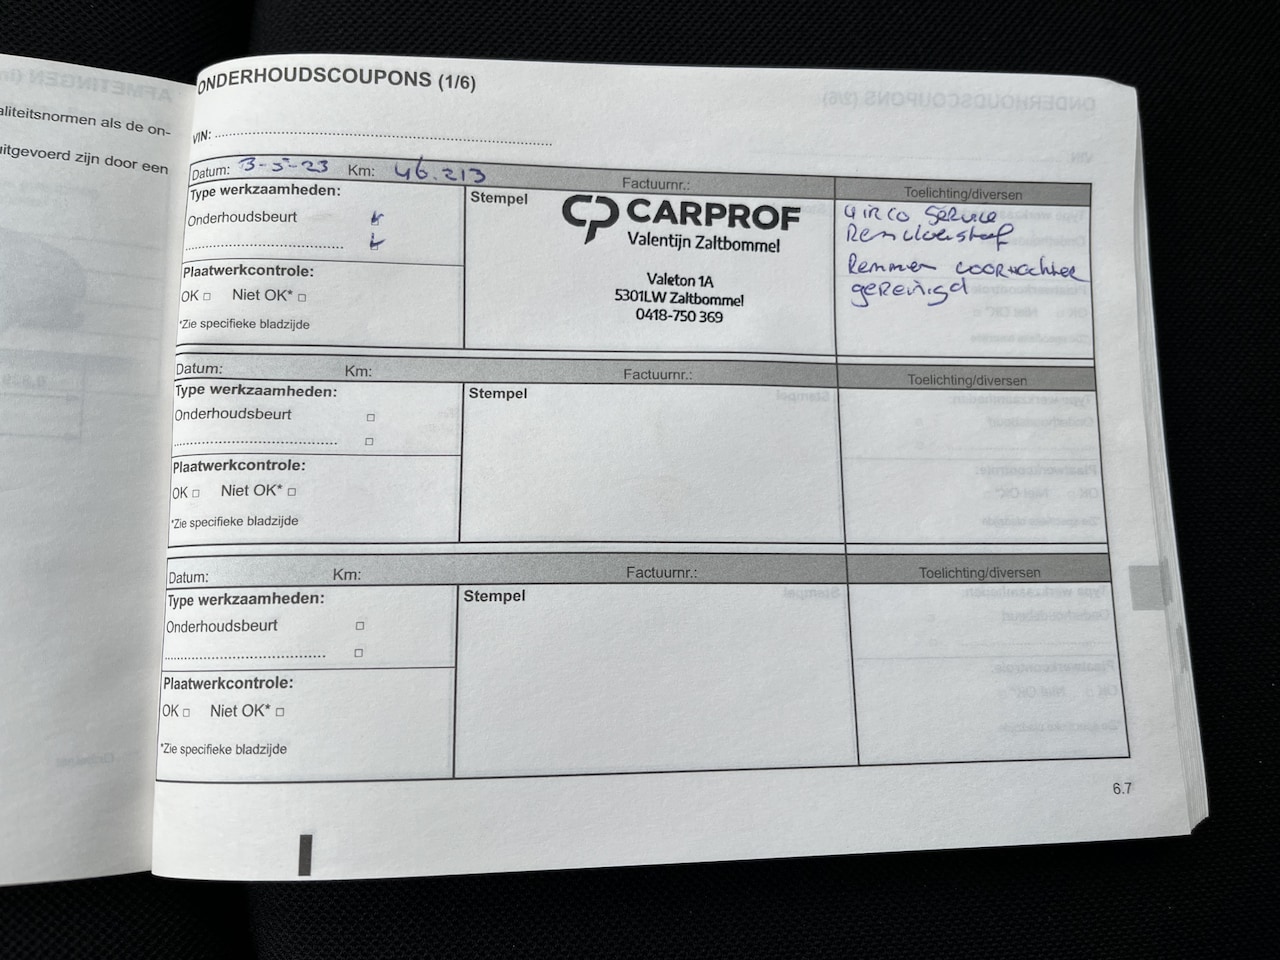 aliteitsnormen als de on-
uitgevoerd zijn door een
ONDERHOUDSCOUPONS (1/6)
VIN:
Datum: 3-5-23 Km: 46.213 Factuurnr.: Toelichting/diversen
Type werkzaamheden:
Onderhoudsbeurt
Plaatwerkcontrole:
OK □ Niet OK* □
*Zie specifieke bladzijde
Stempel
CP CARPROF
Valentijn Zaltbommel
Valeton 1A
5301LW Zaltbommel
0418-750 369
Airco Service
Remvloeistof
Remmen voor+achter
gereinigd
Datum: Km: Factuurnr.: Toelichting/diversen
Type werkzaamheden:
Onderhoudsbeurt □
□
Plaatwerkcontrole:
OK □ Niet OK* □
*Zie specifieke bladzijde
Stempel
Datum: Km: Factuurnr.: Toelichting/diversen
Type werkzaamheden:
Onderhoudsbeurt □
□
Plaatwerkcontrole:
OK □ Niet OK* □
*Zie specifieke bladzijde
Stempel
6.7